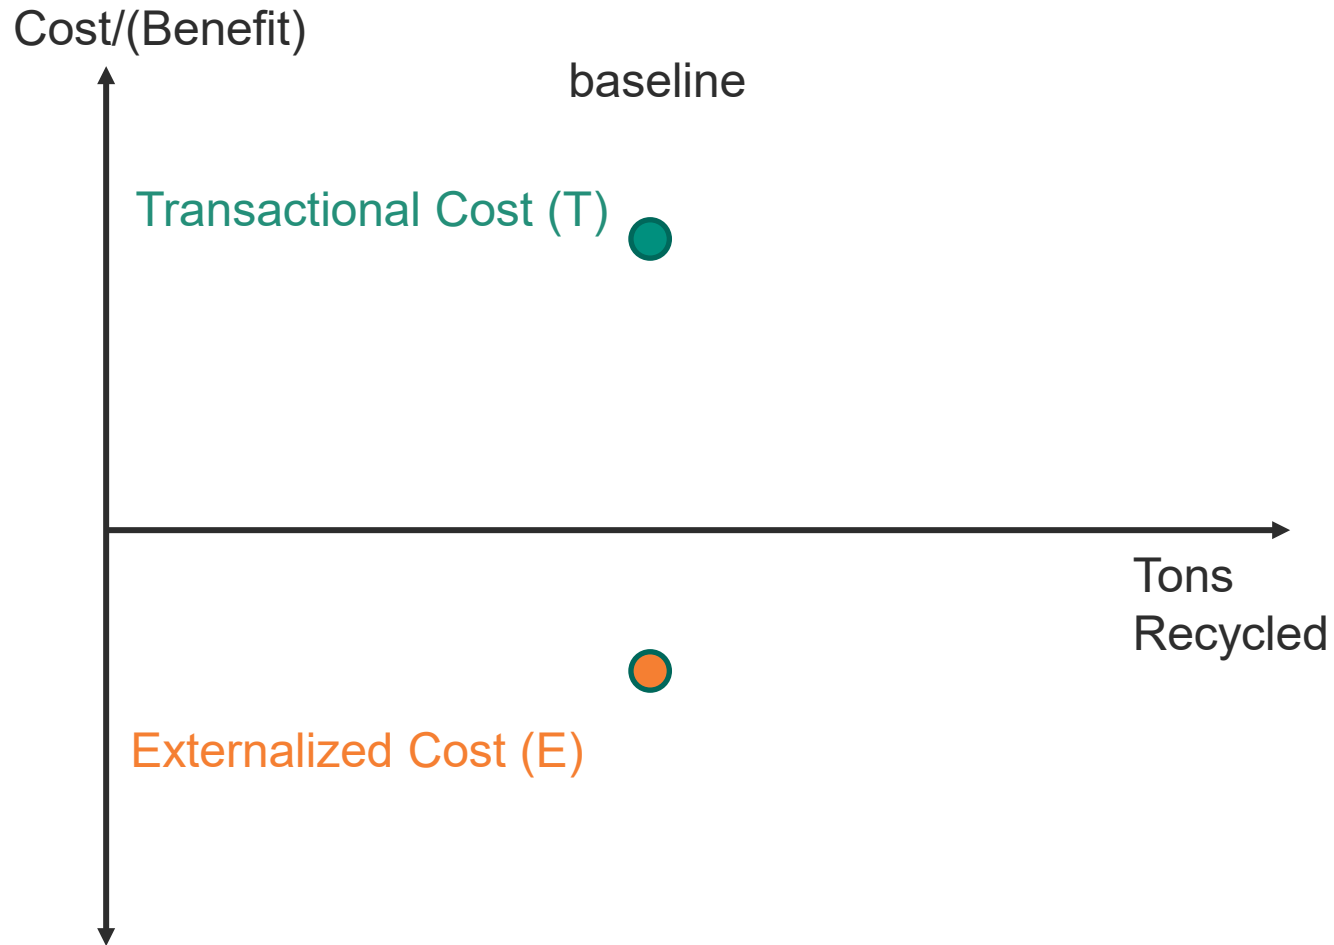 Cost/(Benefit)
baseline
Transactional Cost (T)
Tons
Recycled
Externalized Cost (E)